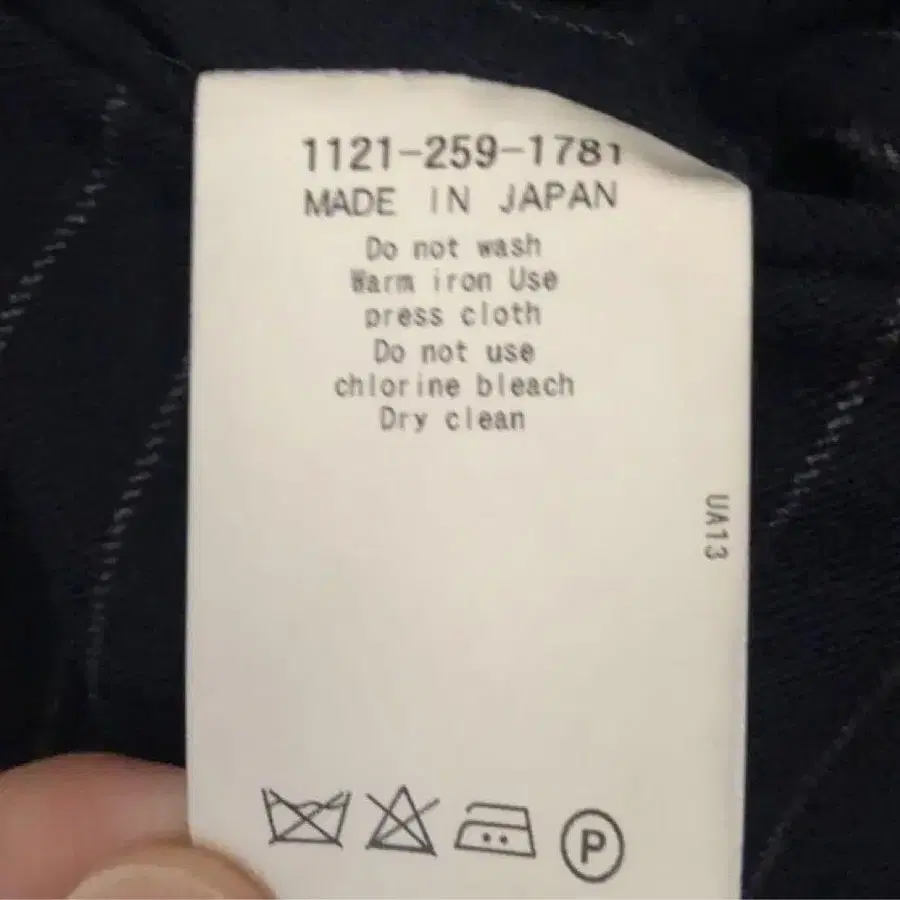 1121-259-1781
MADE IN JAPAN
Do not wash
Warm iron Use
press cloth
Do not use
chlorine bleach
Dry clean
UA13
P